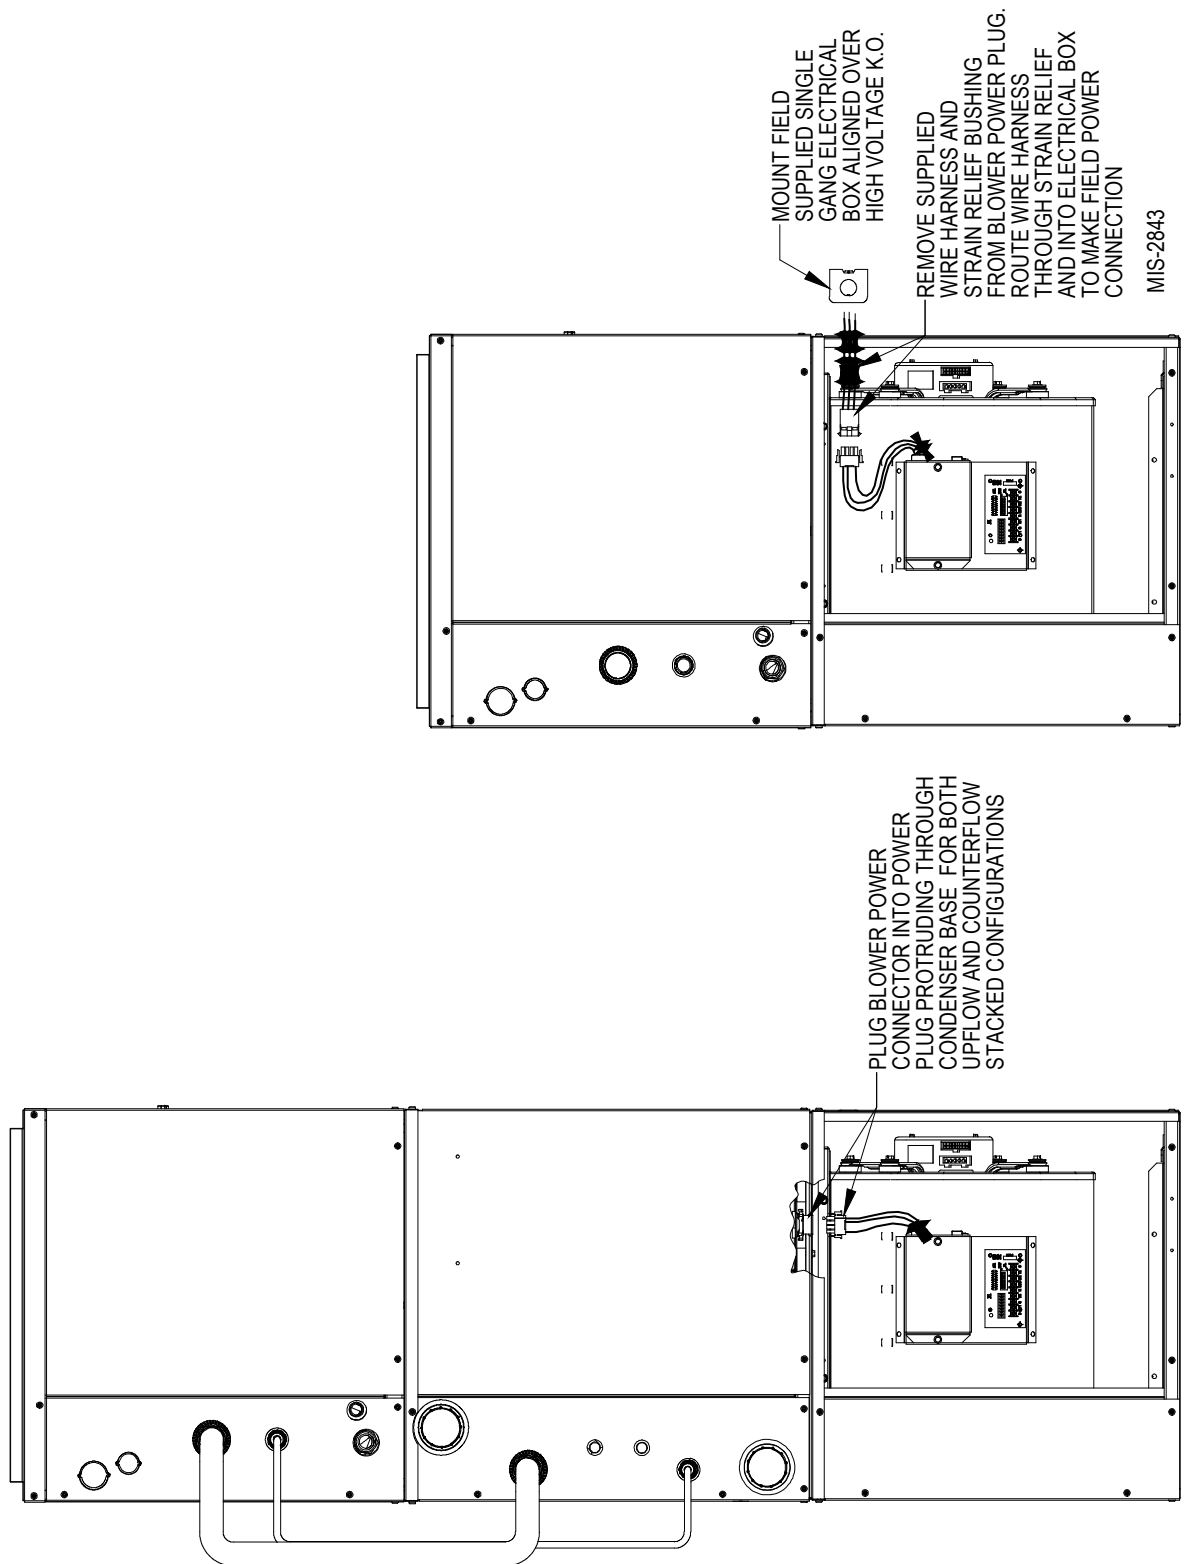 MOUNT FIELD
SUPPLIED SINGLE
GANG ELECTRICAL
BOX ALIGNED OVER
HIGH VOLTAGE K.O.
REMOVE SUPPLIED
WIRE HARNESS AND
STRAIN RELIEF BUSHING
FROM BLOWER POWER PLUG.
ROUTE WIRE HARNESS
THROUGH STRAIN RELIEF
AND INTO ELECTRICAL BOX
TO MAKE FIELD POWER
CONNECTION
MIS-2843
PLUG BLOWER POWER
CONNECTOR INTO POWER
PLUG PROTRUDING THROUGH
CONDENSER BASE FOR BOTH
UPFLOW AND COUNTERFLOW
STACKED CONFIGURATIONS